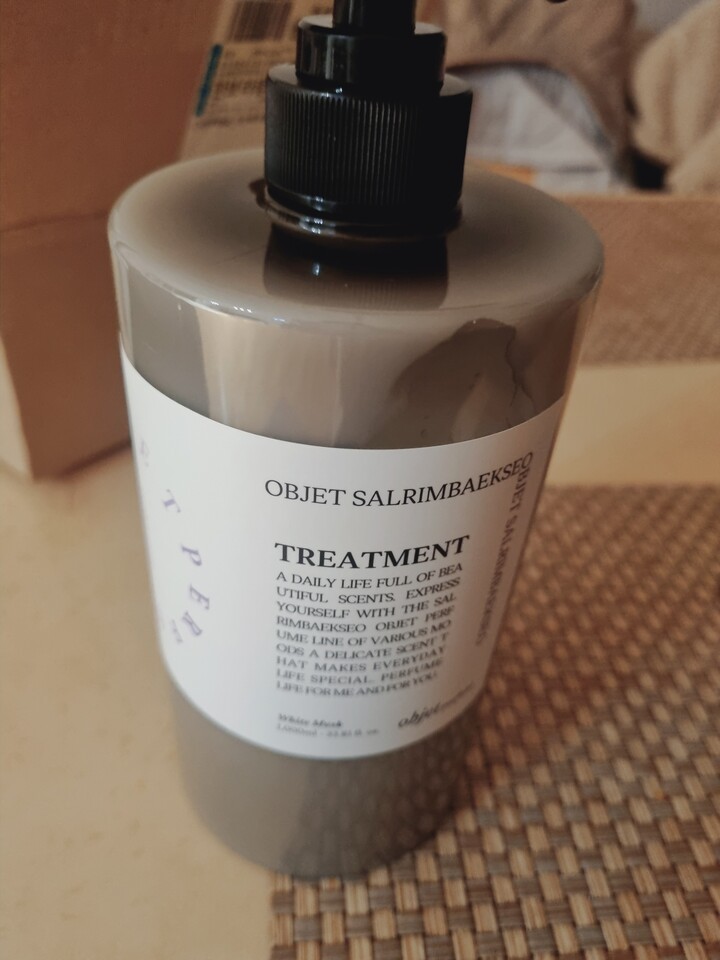 OBJET SALRIMBAEKSEO
TREATMENT
A DAILY LIFE FULL OF BEA
UTIFUL SCENTS. EXPRESS
YOURSELF WITH THE SAL
RIMBAEKSEO OBJET PERF
UME LINE OF VARIOUS MO
ODS A DELICATE SCENT T
HAT MAKES EVERYDAY
LIFE SPECIAL. PERFUME
LIFE FOR ME AND FOR YOU.
White Musk
OBJET SALRIMBAEKSEO